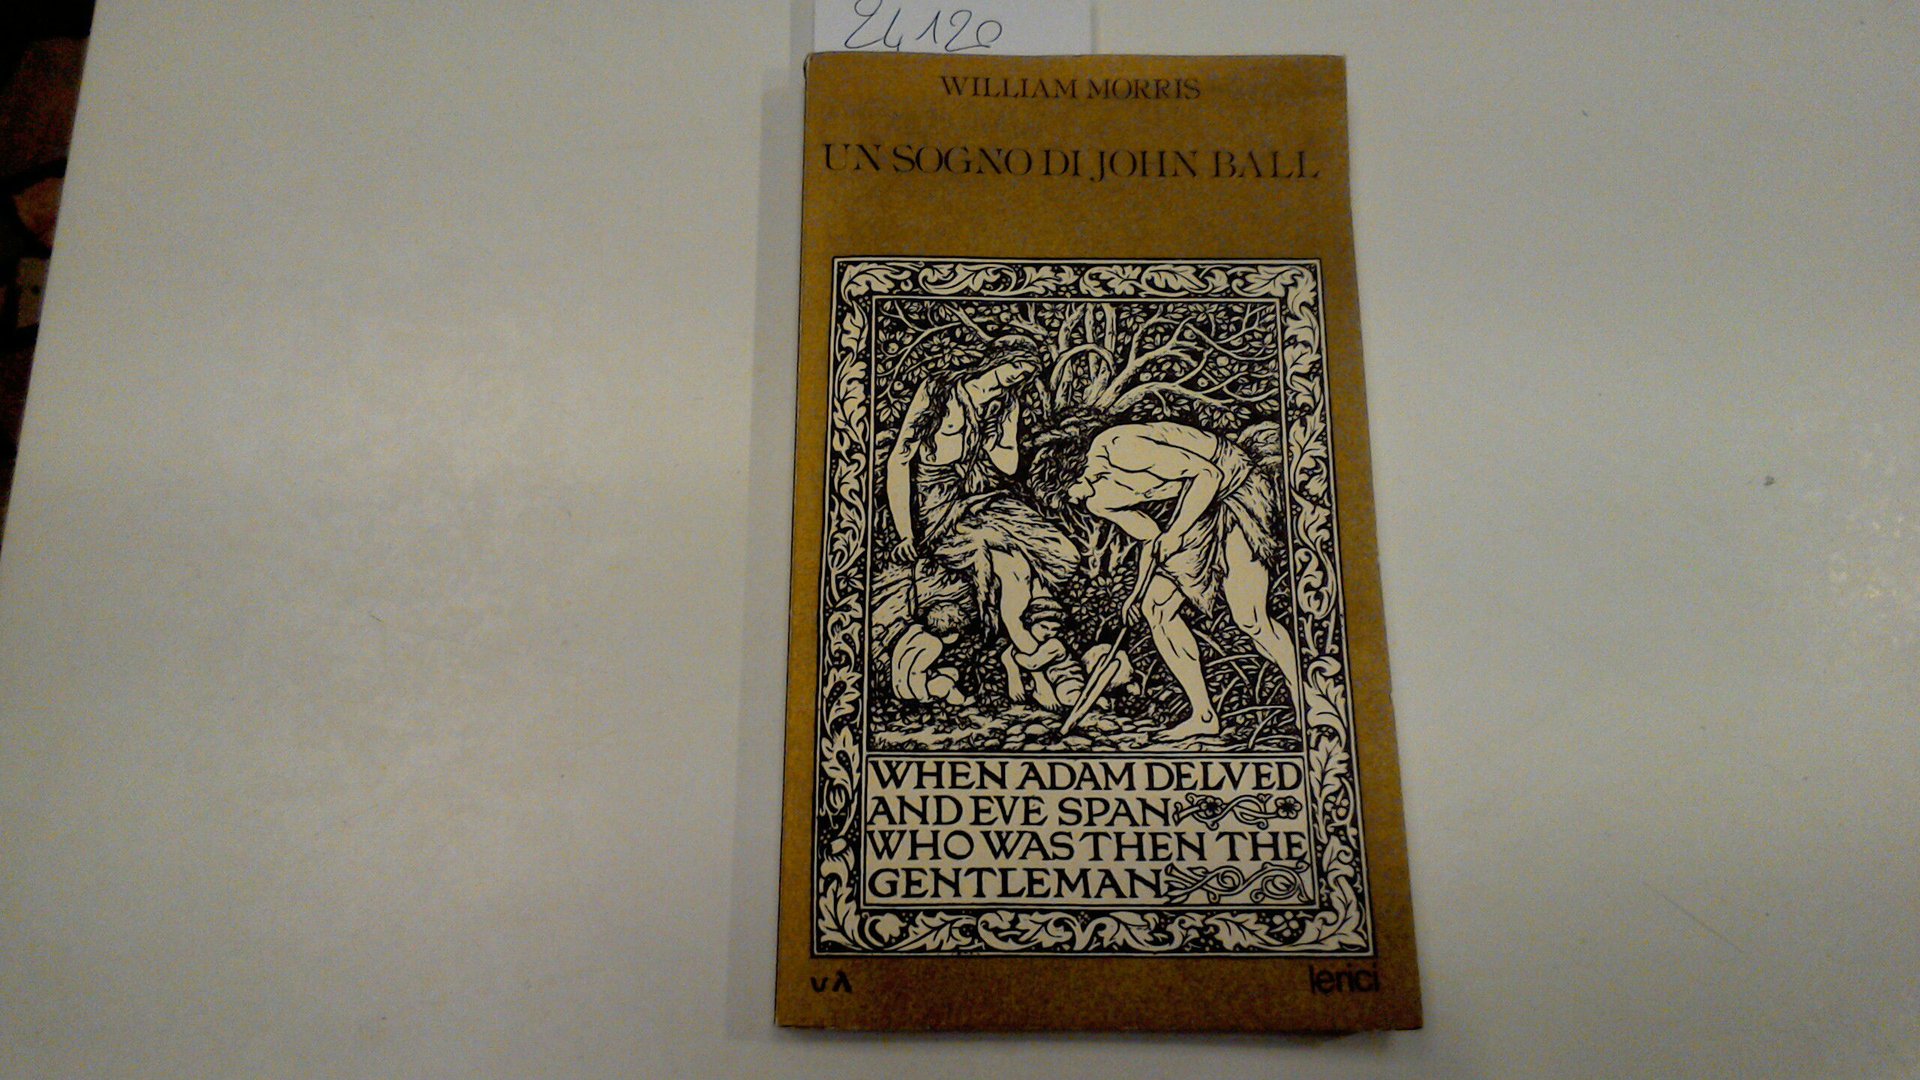 24120
WILLIAM MORRIS
UN SOGNO DI JOHN BALL
WHEN ADAM DELVED
AND EVE SPAN
WHO WAS THEN THE
GENTLEMAN
lerici